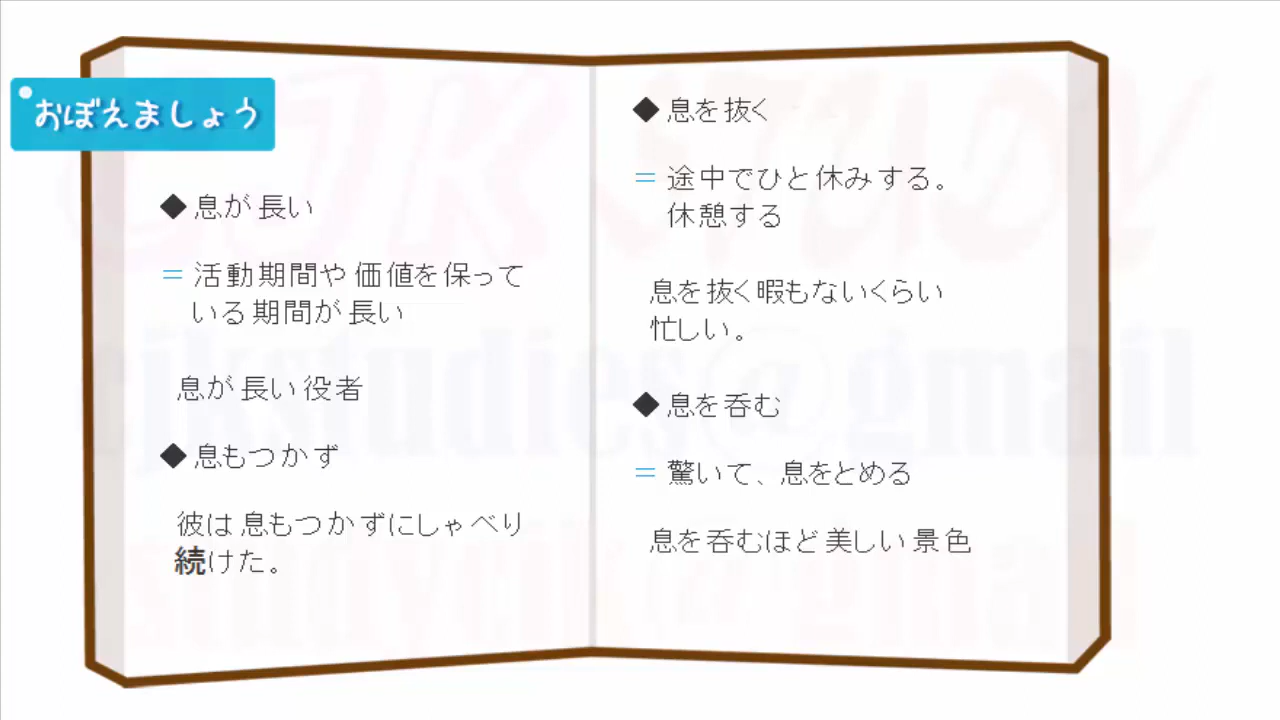 おぼえましょう
◆息が長い
= 活動期間や価値を保って
いる期間が長い
息が長い役者
◆息もつかず
彼は息もつかずにしゃべり
続けた。
◆息を抜く
= 途中でひと休みする。
休憩する
息を抜く暇もないくらい
忙しい。
◆息を呑む
= 驚いて、息をとめる
息を呑むほど美しい景色
CJK STUDY
cjkstudies@gmail